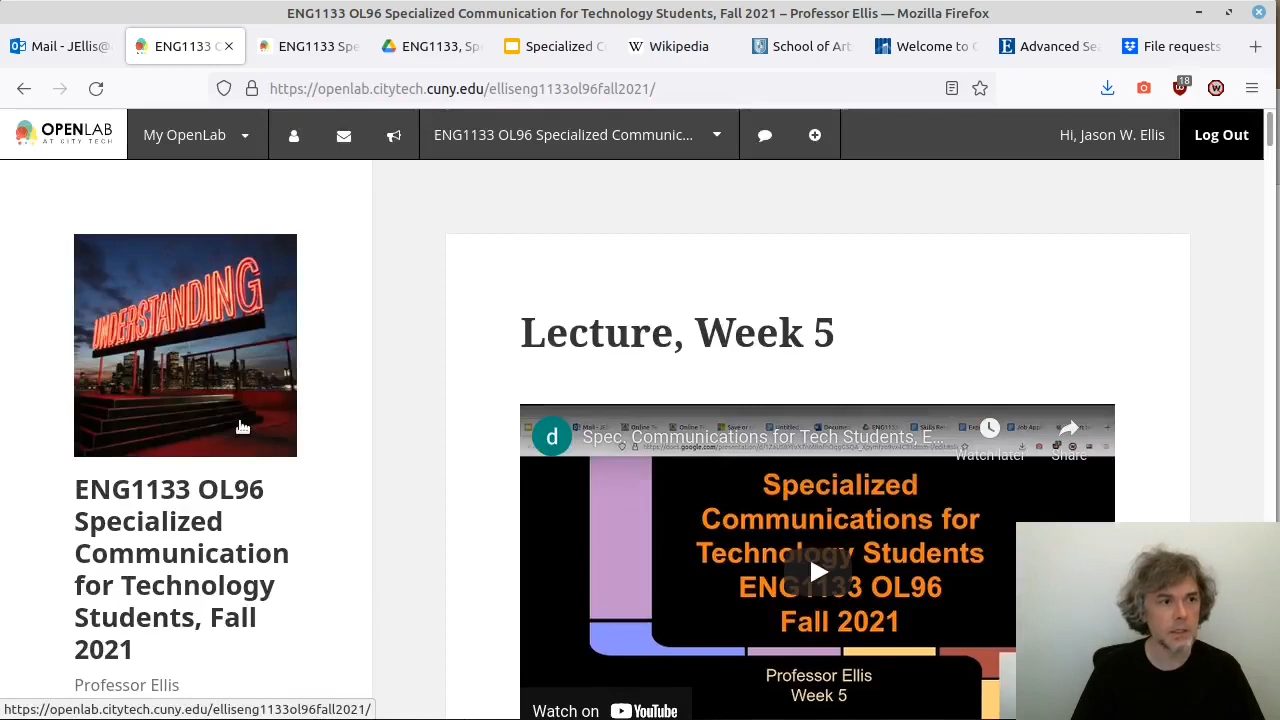 ENG1133 OL96 Specialized Communication for Technology Students, Fall 2021 – Professor Ellis — Mozilla Firefox
Mail - JEllis@
ENG1133 C
ENG1133 Spe
ENG1133, Sp
Specialized C
Wikipedia
School of Art
Welcome to C
Advanced Sea
File requests
https://openlab.citytech.cuny.edu/elliseng1133ol96fall2021/
18
OPENLAB
AT CITY TECH
My OpenLab
ENG1133 OL96 Specialized Communic...
Hi, Jason W. Ellis
Log Out
UNDERSTANDING
ENG1133 OL96
Specialized
Communication
for Technology
Students, Fall
2021
Professor Ellis
https://openlab.citytech.cuny.edu/elliseng1133ol96fall2021/
Lecture, Week 5
d
Spec. Communications for Tech Students, E...
Watch later
Share
Specialized
Communications for
Technology Students
ENG1133 OL96
Fall 2021
Professor Ellis
Week 5
Watch on
YouTube